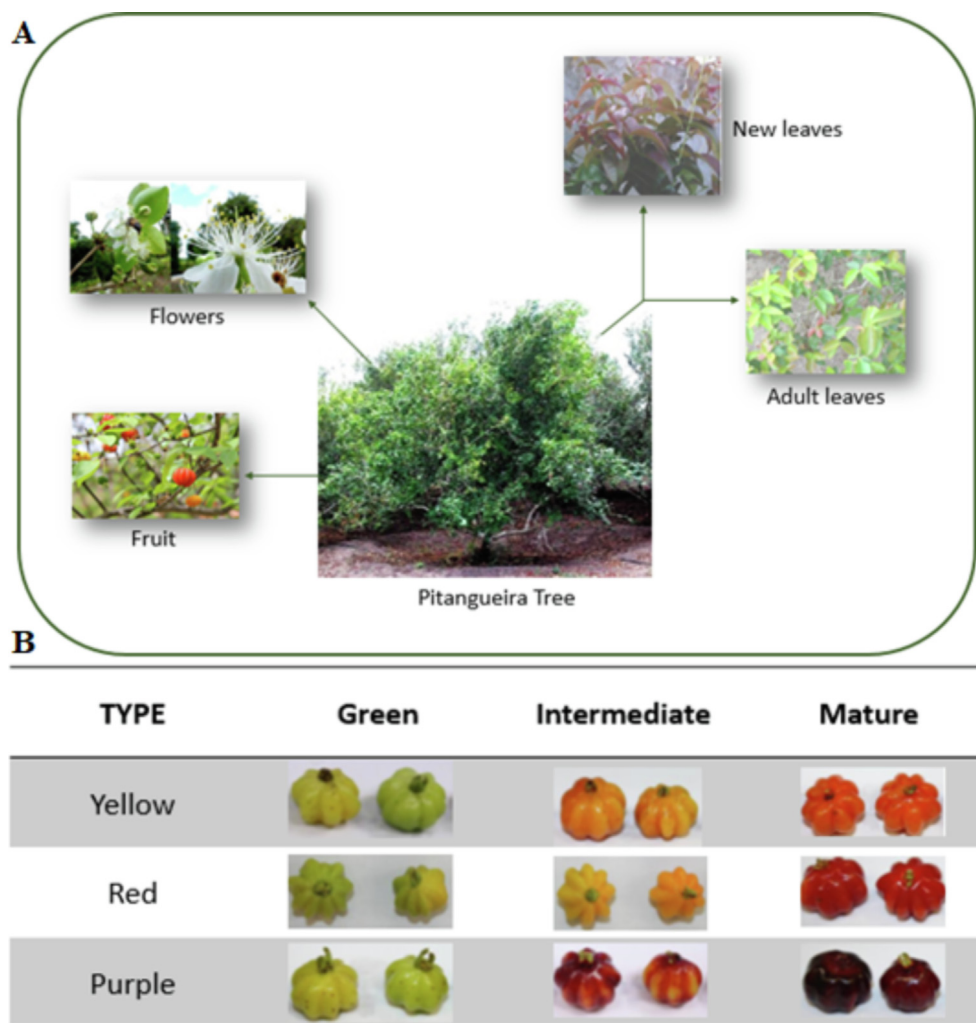 A
New leaves
Flowers
Adult leaves
Fruit
Pitangueira Tree
B
TYPE Green Intermediate Mature
Yellow
Red
Purple